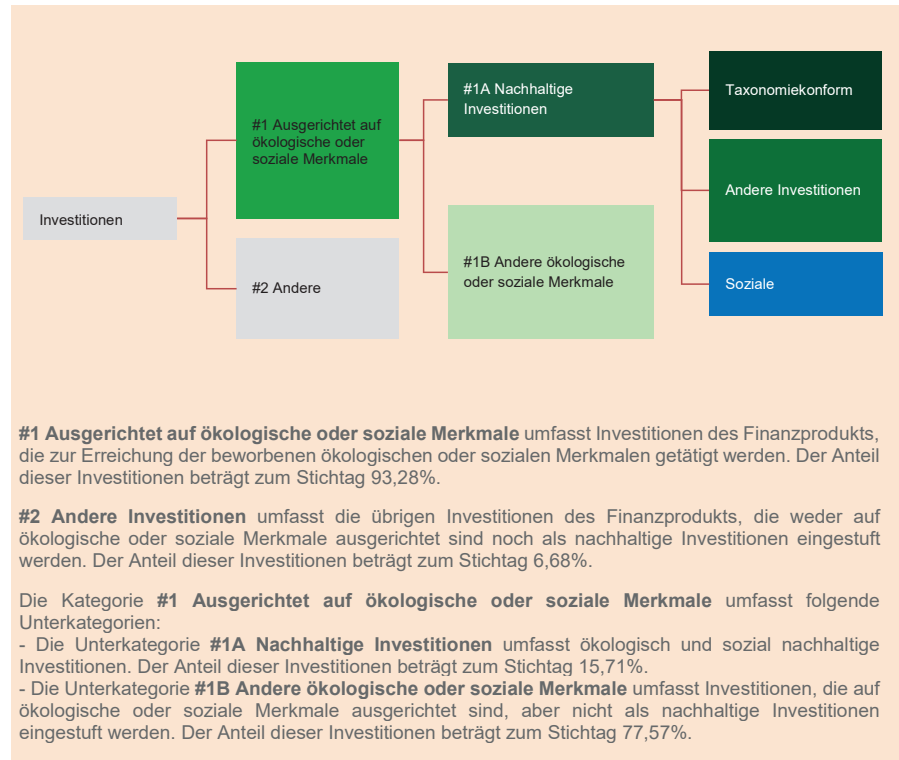 #1 Ausgerichtet auf
ökologische oder
soziale Merkmale
#1A Nachhaltige
Investitionen
Taxonomiekonform
Andere Investitionen
Investitionen
#2 Andere
#1B Andere ökologische
oder soziale Merkmale
Soziale
#1 Ausgerichtet auf ökologische oder soziale Merkmale umfasst Investitionen des Finanzprodukts,
die zur Erreichung der beworbenen ökologischen oder sozialen Merkmalen getätigt werden. Der Anteil
dieser Investitionen beträgt zum Stichtag 93,28%.
#2 Andere Investitionen umfasst die übrigen Investitionen des Finanzprodukts, die weder auf
ökologische oder soziale Merkmale ausgerichtet sind noch als nachhaltige Investitionen eingestuft
werden. Der Anteil dieser Investitionen beträgt zum Stichtag 6,68%.
Die Kategorie #1 Ausgerichtet auf ökologische oder soziale Merkmale umfasst folgende
Unterkategorien:
- Die Unterkategorie #1A Nachhaltige Investitionen umfasst ökologisch und sozial nachhaltige
Investitionen. Der Anteil dieser Investitionen beträgt zum Stichtag 15,71%.
- Die Unterkategorie #1B Andere ökologische oder soziale Merkmale umfasst Investitionen, die auf
ökologische oder soziale Merkmale ausgerichtet sind, aber nicht als nachhaltige Investitionen
eingestuft werden. Der Anteil dieser Investitionen beträgt zum Stichtag 77,57%.